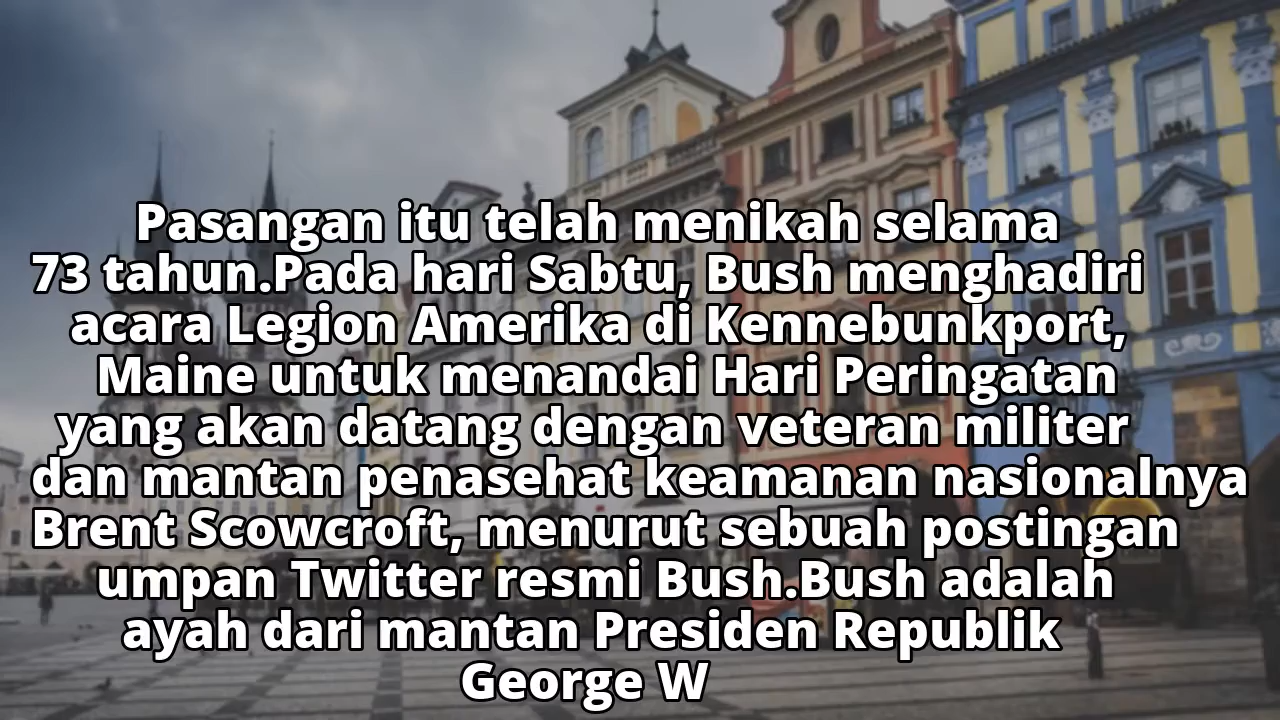 Pasangan itu telah menikah selama
73 tahun.Pada hari Sabtu, Bush menghadiri
acara Legion Amerika di Kennebunkport,
Maine untuk menandai Hari Peringatan
yang akan datang dengan veteran militer
dan mantan penasehat keamanan nasionalnya
Brent Scowcroft, menurut sebuah postingan
umpan Twitter resmi Bush.Bush adalah
ayah dari mantan Presiden Republik
George W